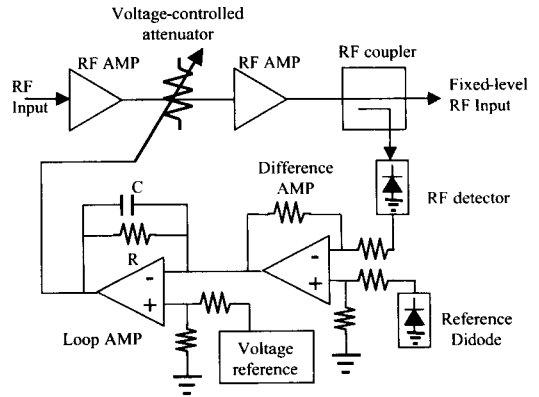 Voltage-controlled
attenuator
RF AMP
RF AMP
RF coupler
RF
Input
Fixed-level
RF Input
Difference
AMP
RF detector
C
R
-
+
-
+
Loop AMP
Voltage
reference
Reference
Didode